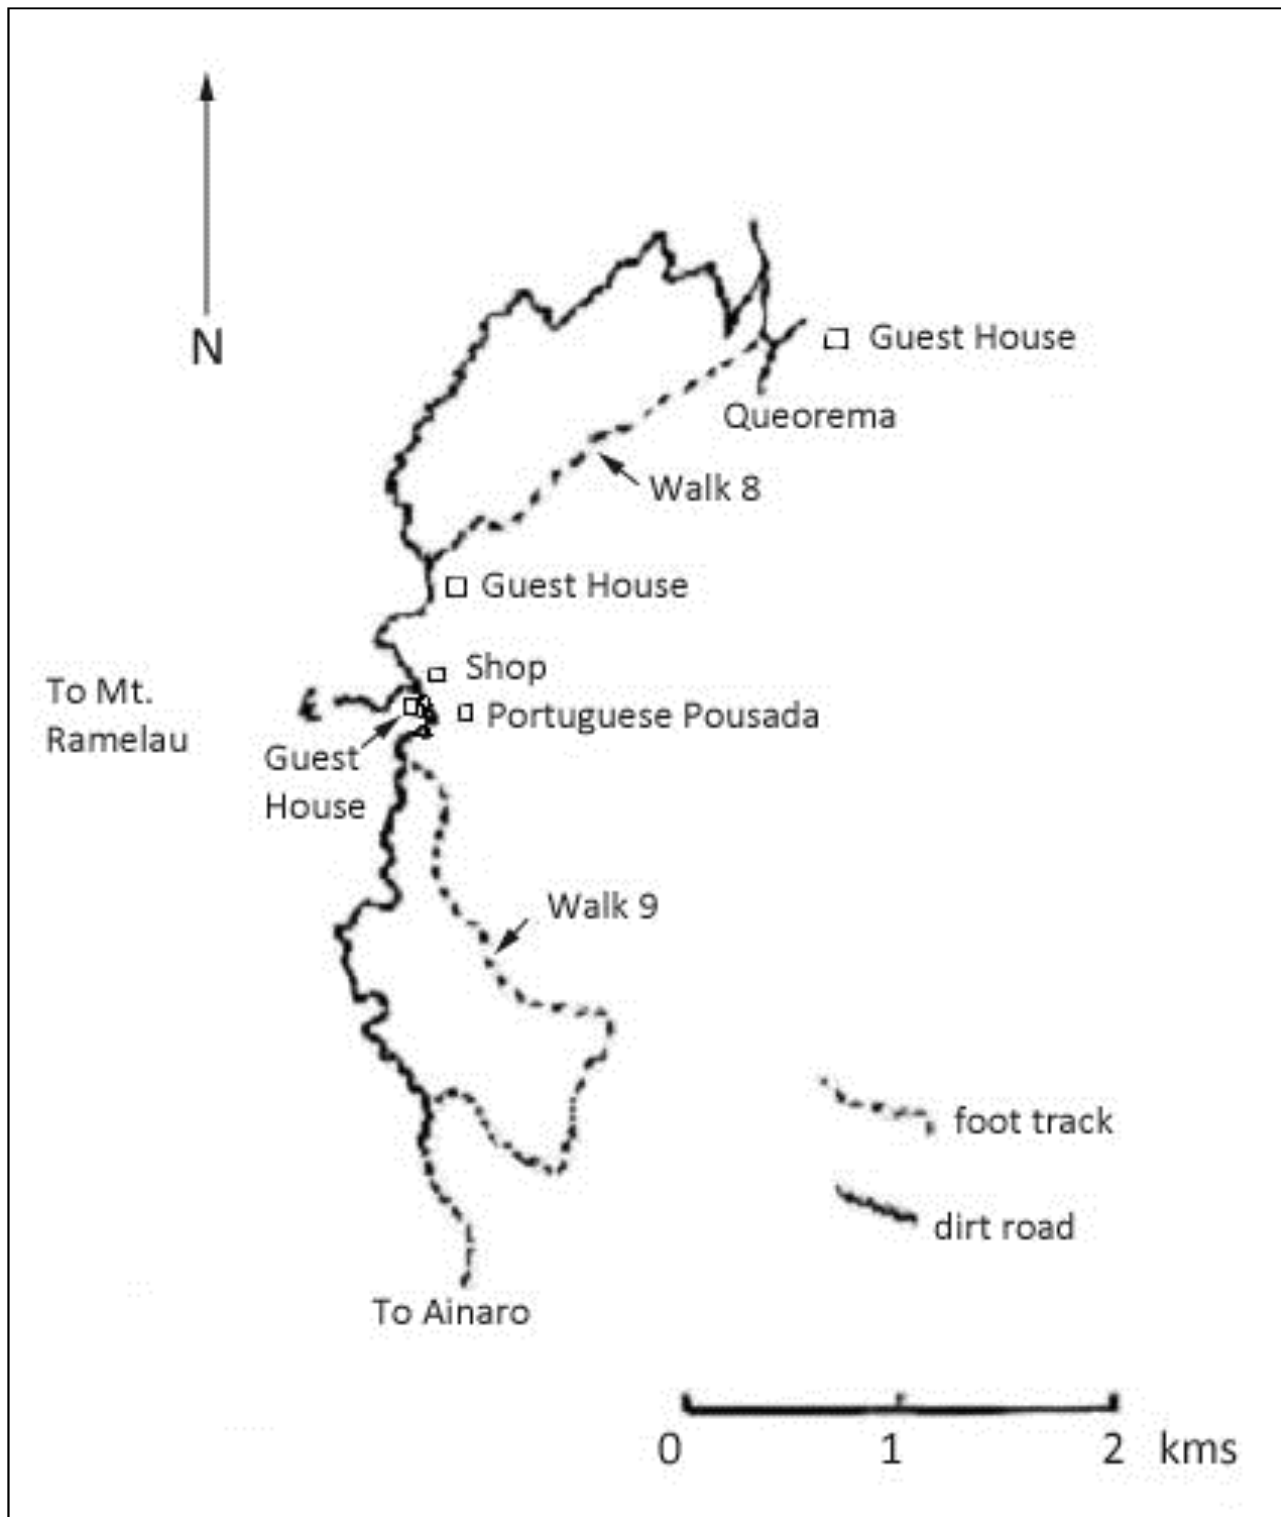 N
Guest House
Queorema
Walk 8
Guest House
Shop
To Mt.
Ramelau
Portuguese Pousada
Guest
House
Walk 9
foot track
dirt road
To Ainaro
0 1 2 kms